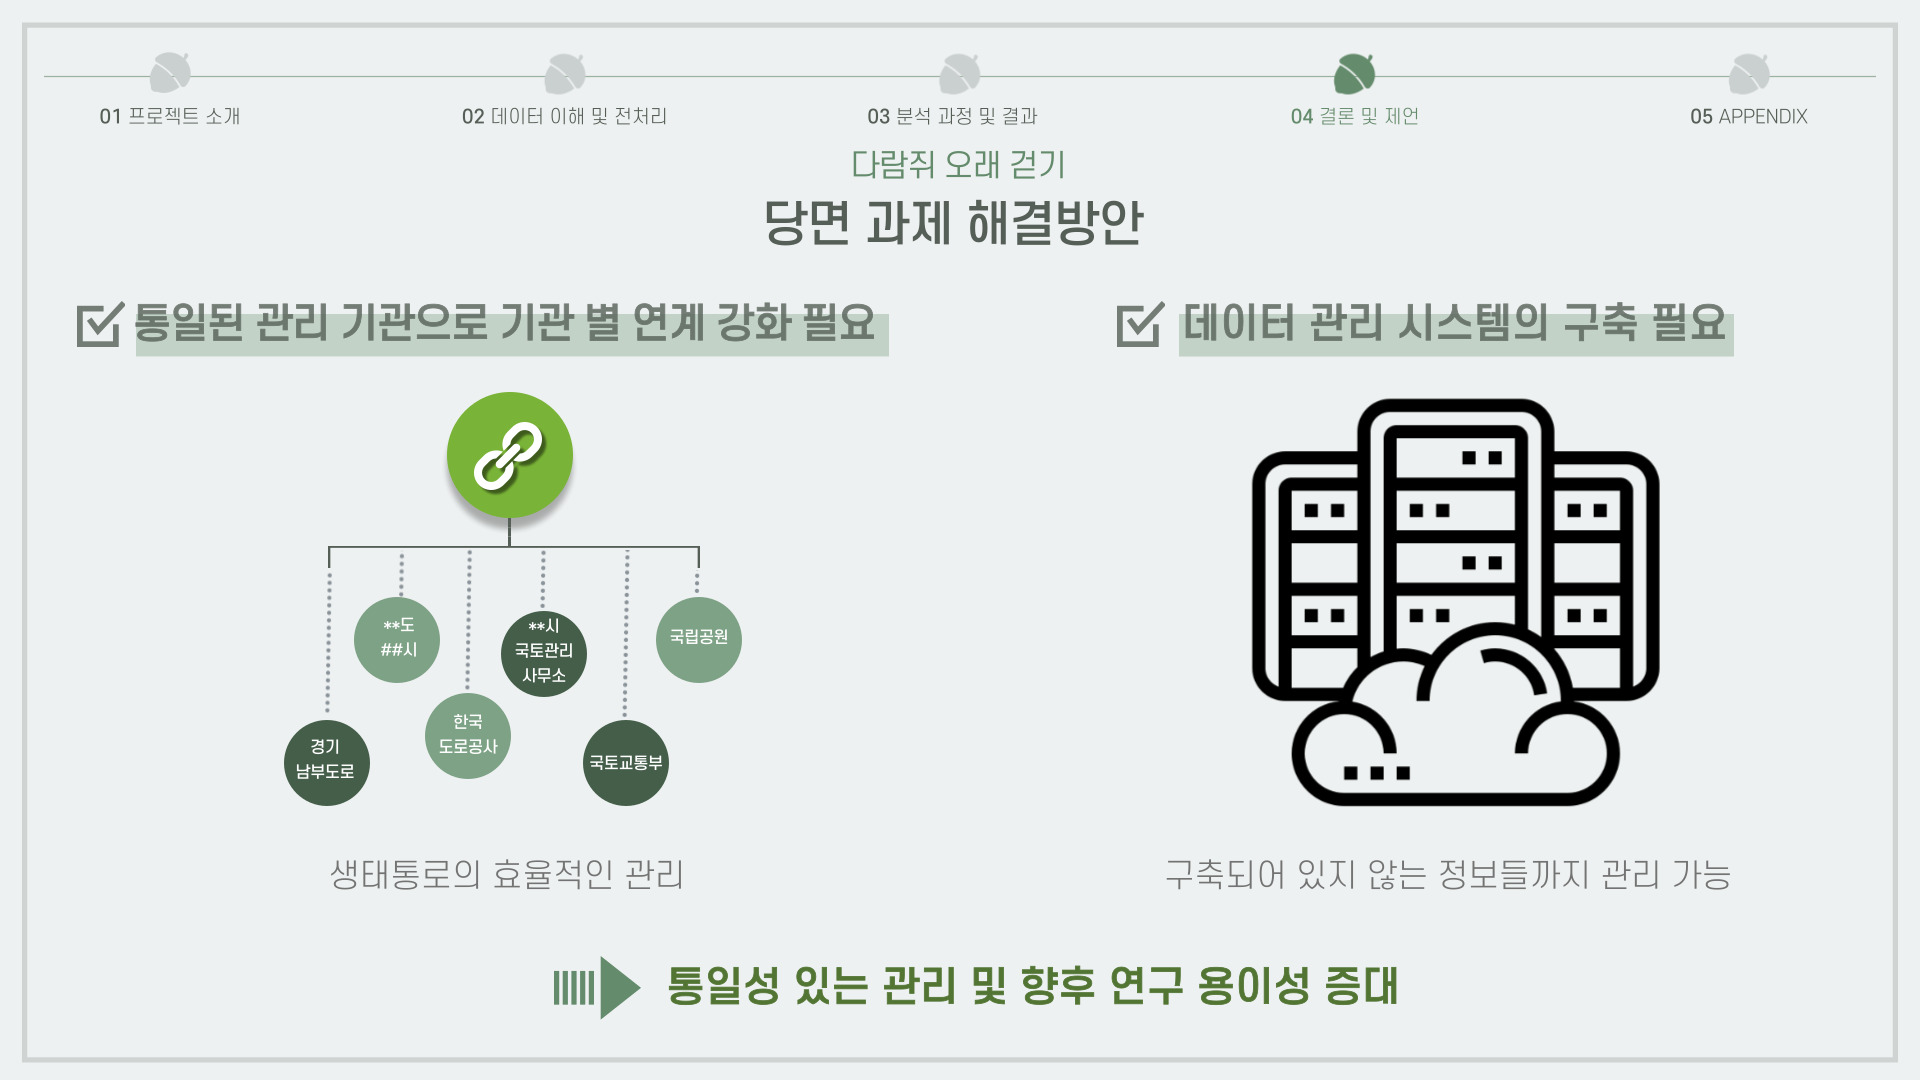 01 프로젝트 소개
02 데이터 이해 및 전처리
03 분석 과정 및 결과
04 결론 및 제언
05 APPENDIX
다람쥐 오래 걷기
당면 과제 해결방안
통일된 관리 기관으로 기관 별 연계 강화 필요
**도
##시
**시
국토관리
사무소
국립공원
한국
도로공사
경기
남부도로
국토교통부
생태통로의 효율적인 관리
데이터 관리 시스템의 구축 필요
구축되어 있지 않는 정보들까지 관리 가능
통일성 있는 관리 및 향후 연구 용이성 증대